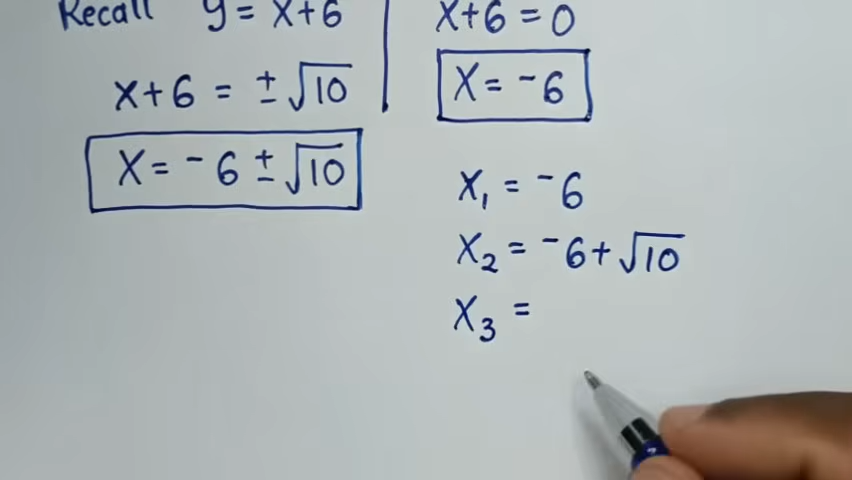 Recall y = x+6
x+6 = ±√10
x = -6 ±√10
x+6 = 0
x = -6
x₁ = -6
x₂ = -6+√10
x₃ =